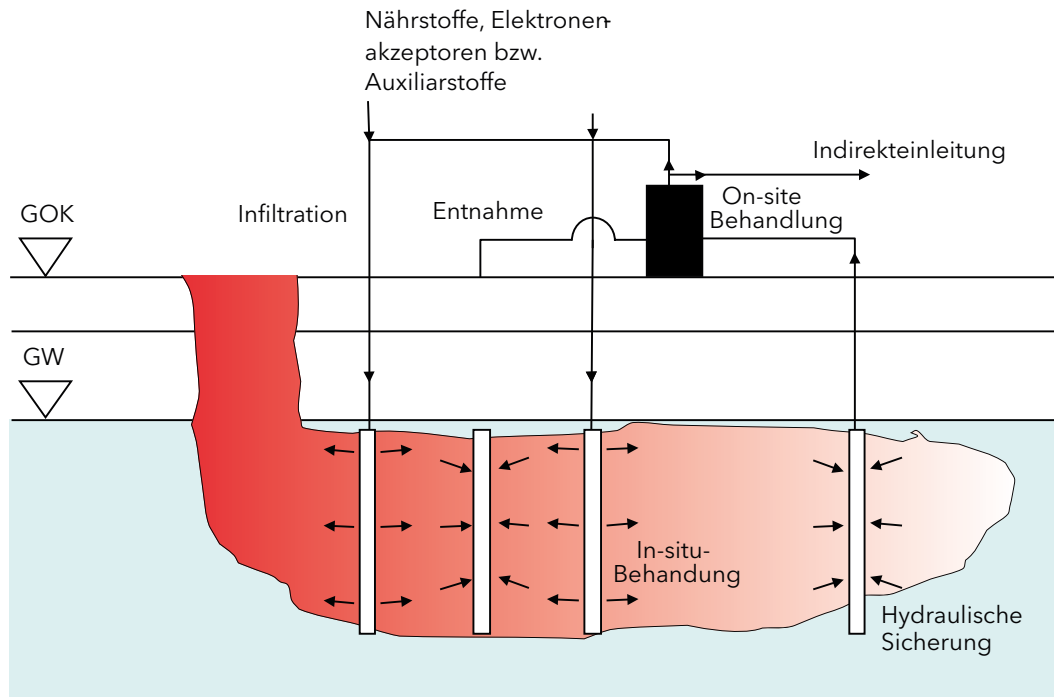 Nährstoffe, Elektronen-
akzeptoren bzw.
Auxiliarstoffe
Indirekteinleitung
GOK
Infiltration
Entnahme
On-site
Behandlung
GW
In-situ-
Behandung
Hydraulische
Sicherung